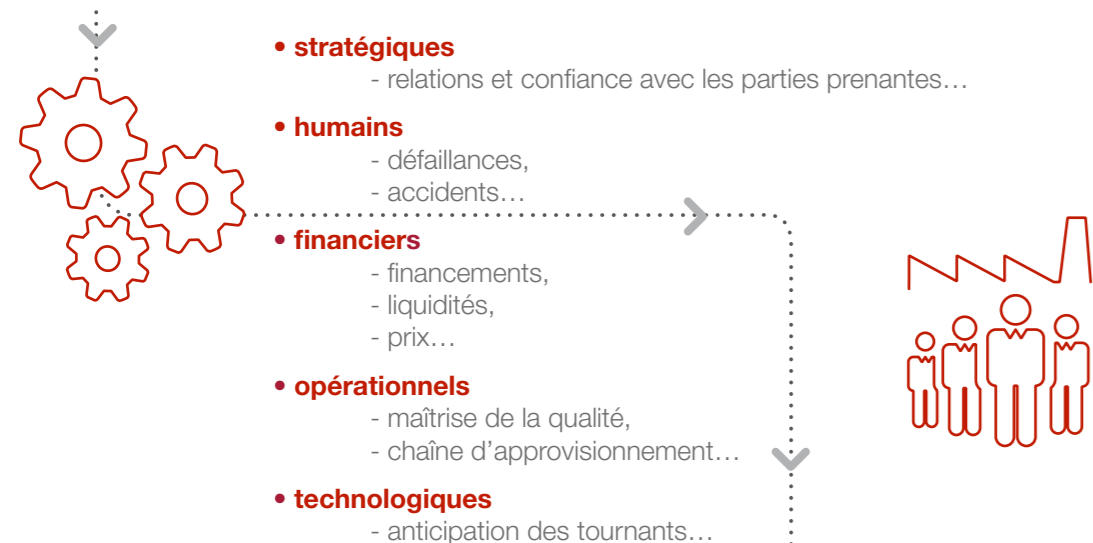 • stratégiques
- relations et confiance avec les parties prenantes…
• humains
- défaillances,
- accidents…
• financiers
- financements,
- liquidités,
- prix…
• opérationnels
- maîtrise de la qualité,
- chaîne d’approvisionnement…
• technologiques
- anticipation des tournants…